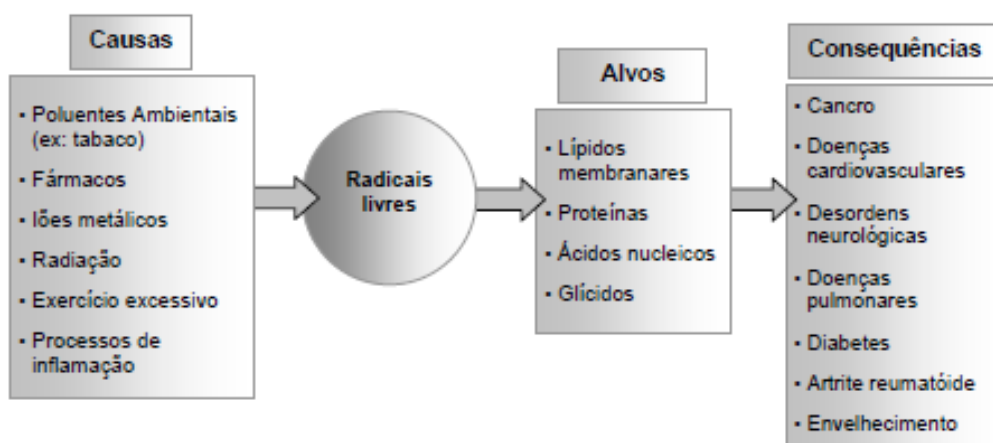 Causas
• Poluentes Ambientais
(ex: tabaco)
• Fármacos
• Iões metálicos
• Radiação
• Exercício excessivo
• Processos de
inflamação
Radicais
livres
Alvos
• Lípidos
membranares
• Proteínas
• Ácidos nucleicos
• Glícidos
Consequências
• Cancro
• Doenças
cardiovasculares
• Desordens
neurológicas
• Doenças
pulmonares
• Diabetes
• Artrite reumatóide
• Envelhecimento